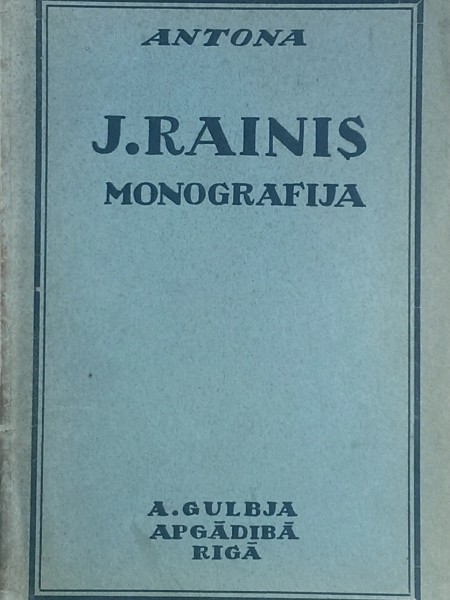 ANTONA
J. RAINIS
MONOGRAFIJA
A. GULBJA
APGĀDIBĀ
RIGĀ